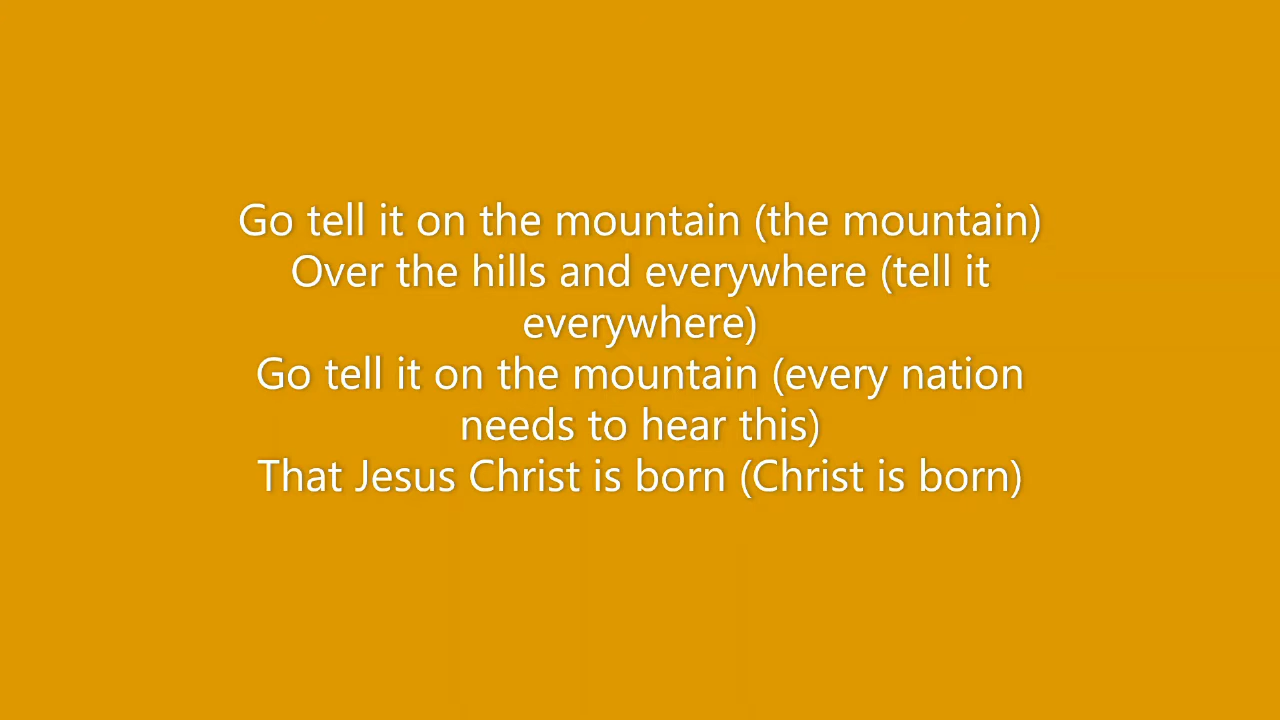 Go tell it on the mountain (the mountain)
Over the hills and everywhere (tell it
everywhere)
Go tell it on the mountain (every nation
needs to hear this)
That Jesus Christ is born (Christ is born)